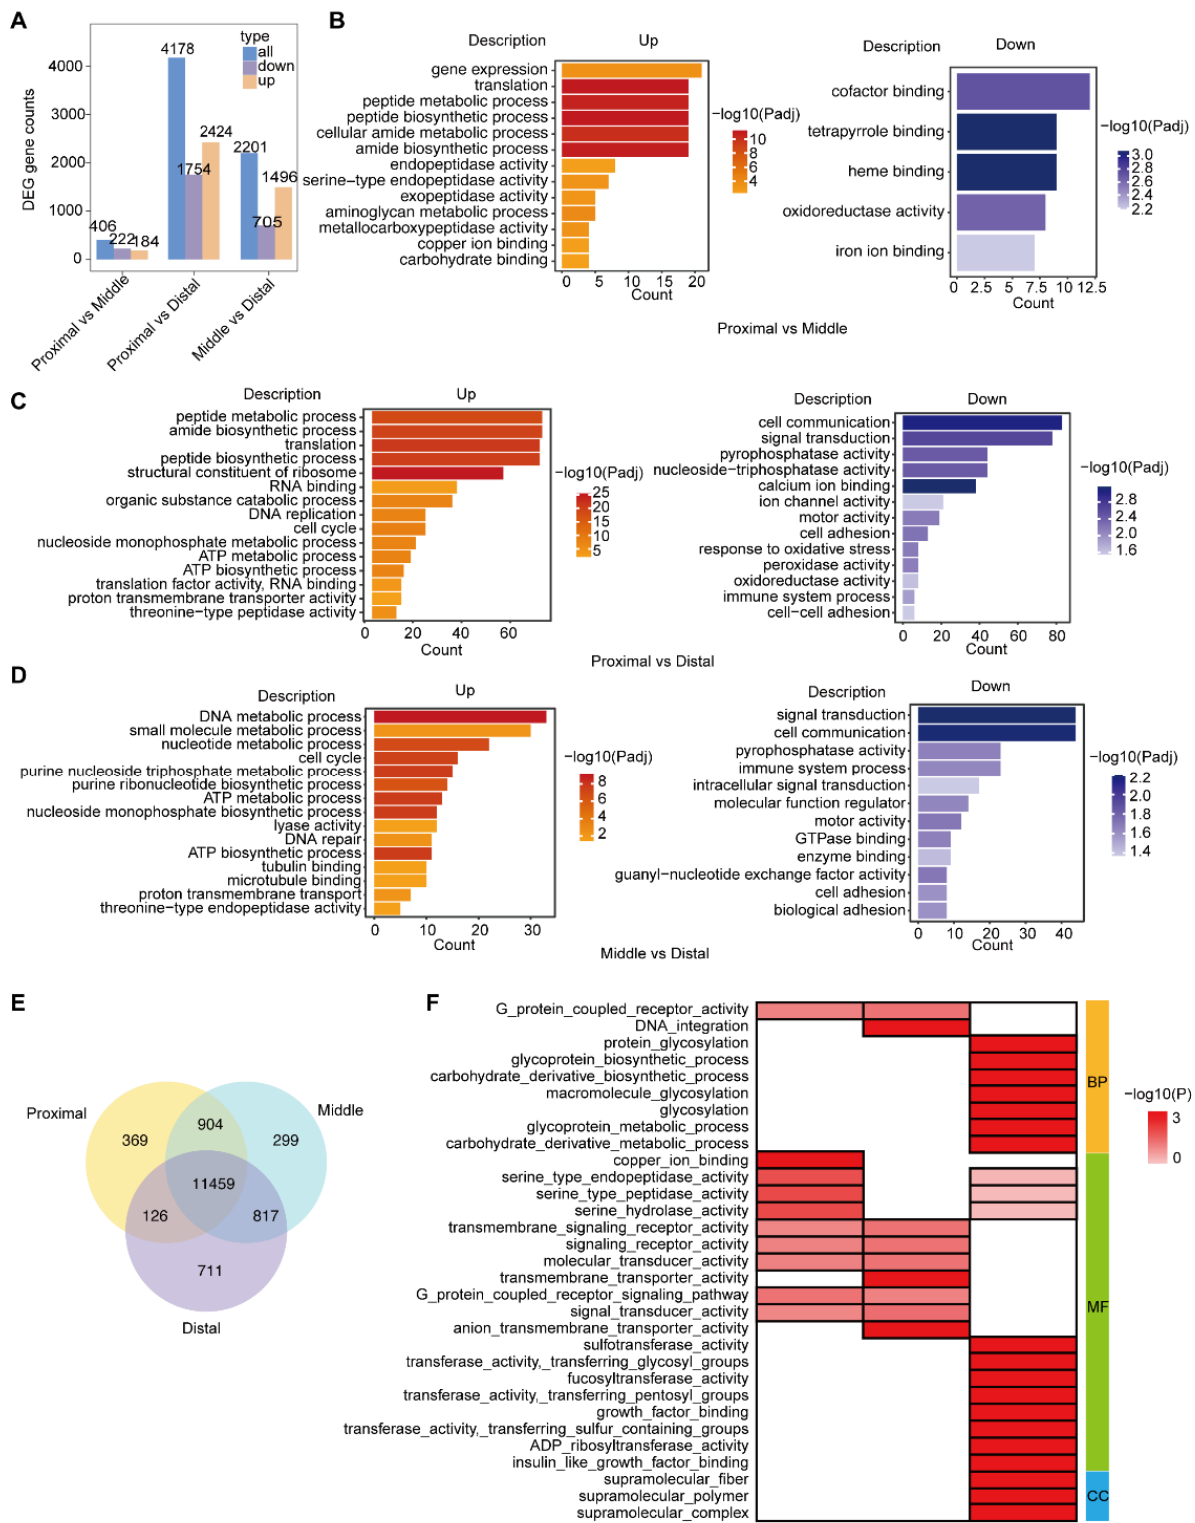 A
type
all
down
up
DEG gene counts
4000
3000
2000
1000
0
406
222
184
4178
1754
2424
2201
705
1496
Proximal vs Middle
Proximal vs Distal
Middle vs Distal
B
Description
Up
gene expression
translation
peptide metabolic process
peptide biosynthetic process
cellular amide metabolic process
amide biosynthetic process
endopeptidase activity
serine-type endopeptidase activity
exopeptidase activity
aminoglycan metabolic process
metallocarboxypeptidase activity
copper ion binding
carbohydrate binding
0 5 10 15 20
Count
-log10(Padj)
10
8
6
4
Description
Down
cofactor binding
tetrapyrrole binding
heme binding
oxidoreductase activity
iron ion binding
0 2.5 5 7.5 10 12.5
Count
-log10(Padj)
3.0
2.8
2.6
2.4
2.2
Proximal vs Middle
C
Description
Up
peptide metabolic process
amide biosynthetic process
translation
peptide biosynthetic process
structural constituent of ribosome
RNA binding
organic substance catabolic process
DNA replication
cell cycle
nucleoside monophosphate metabolic process
ATP metabolic process
ATP biosynthetic process
translation factor activity, RNA binding
proton transmembrane transporter activity
threonine-type peptidase activity
0 20 40 60
Count
-log10(Padj)
25
20
15
10
5
Description
Down
cell communication
signal transduction
pyrophosphatase activity
nucleoside-triphosphatase activity
calcium ion binding
ion channel activity
motor activity
cell adhesion
response to oxidative stress
peroxidase activity
oxidoreductase activity
immune system process
cell-cell adhesion
0 20 40 60 80
Count
-log10(Padj)
2.8
2.4
2.0
1.6
Proximal vs Distal
D
Description
Up
DNA metabolic process
small molecule metabolic process
nucleotide metabolic process
cell cycle
purine nucleoside triphosphate metabolic process
purine ribonucleotide biosynthetic process
ATP metabolic process
nucleoside monophosphate biosynthetic process
lyase activity
DNA repair
ATP biosynthetic process
tubulin binding
microtubule binding
proton transmembrane transport
threonine-type endopeptidase activity
0 10 20 30
Count
-log10(Padj)
8
6
4
2
Description
Down
signal transduction
cell communication
pyrophosphatase activity
immune system process
intracellular signal transduction
molecular function regulator
motor activity
GTPase binding
enzyme binding
guanyl-nucleotide exchange factor activity
cell adhesion
biological adhesion
0 10 20 30 40
Count
-log10(Padj)
2.2
2.0
1.8
1.6
1.4
Middle vs Distal
E
Proximal
Middle
Distal
369
904
299
11459
126
817
711
F
G_protein_coupled_receptor_activity
DNA_integration
protein_glycosylation
glycoprotein_biosynthetic_process
carbohydrate_derivative_biosynthetic_process
macromolecule_glycosylation
glycosylation
glycoprotein_metabolic_process
carbohydrate_derivative_metabolic_process
copper_ion_binding
serine_type_endopeptidase_activity
serine_type_peptidase_activity
serine_hydrolase_activity
transmembrane_signaling_receptor_activity
signaling_receptor_activity
molecular_transducer_activity
transmembrane_transporter_activity
G_protein_coupled_receptor_signaling_pathway
signal_transducer_activity
anion_transmembrane_transporter_activity
sulfotransferase_activity
transferase_activity,_transferring_glycosyl_groups
fucosyltransferase_activity
transferase_activity,_transferring_pentosyl_groups
growth_factor_binding
transferase_activity,_transferring_sulfur_containing_groups
ADP_ribosyltransferase_activity
insulin_like_growth_factor_binding
supramolecular_fiber
supramolecular_polymer
supramolecular_complex
BP
MF
CC
-log10(P)
3
0